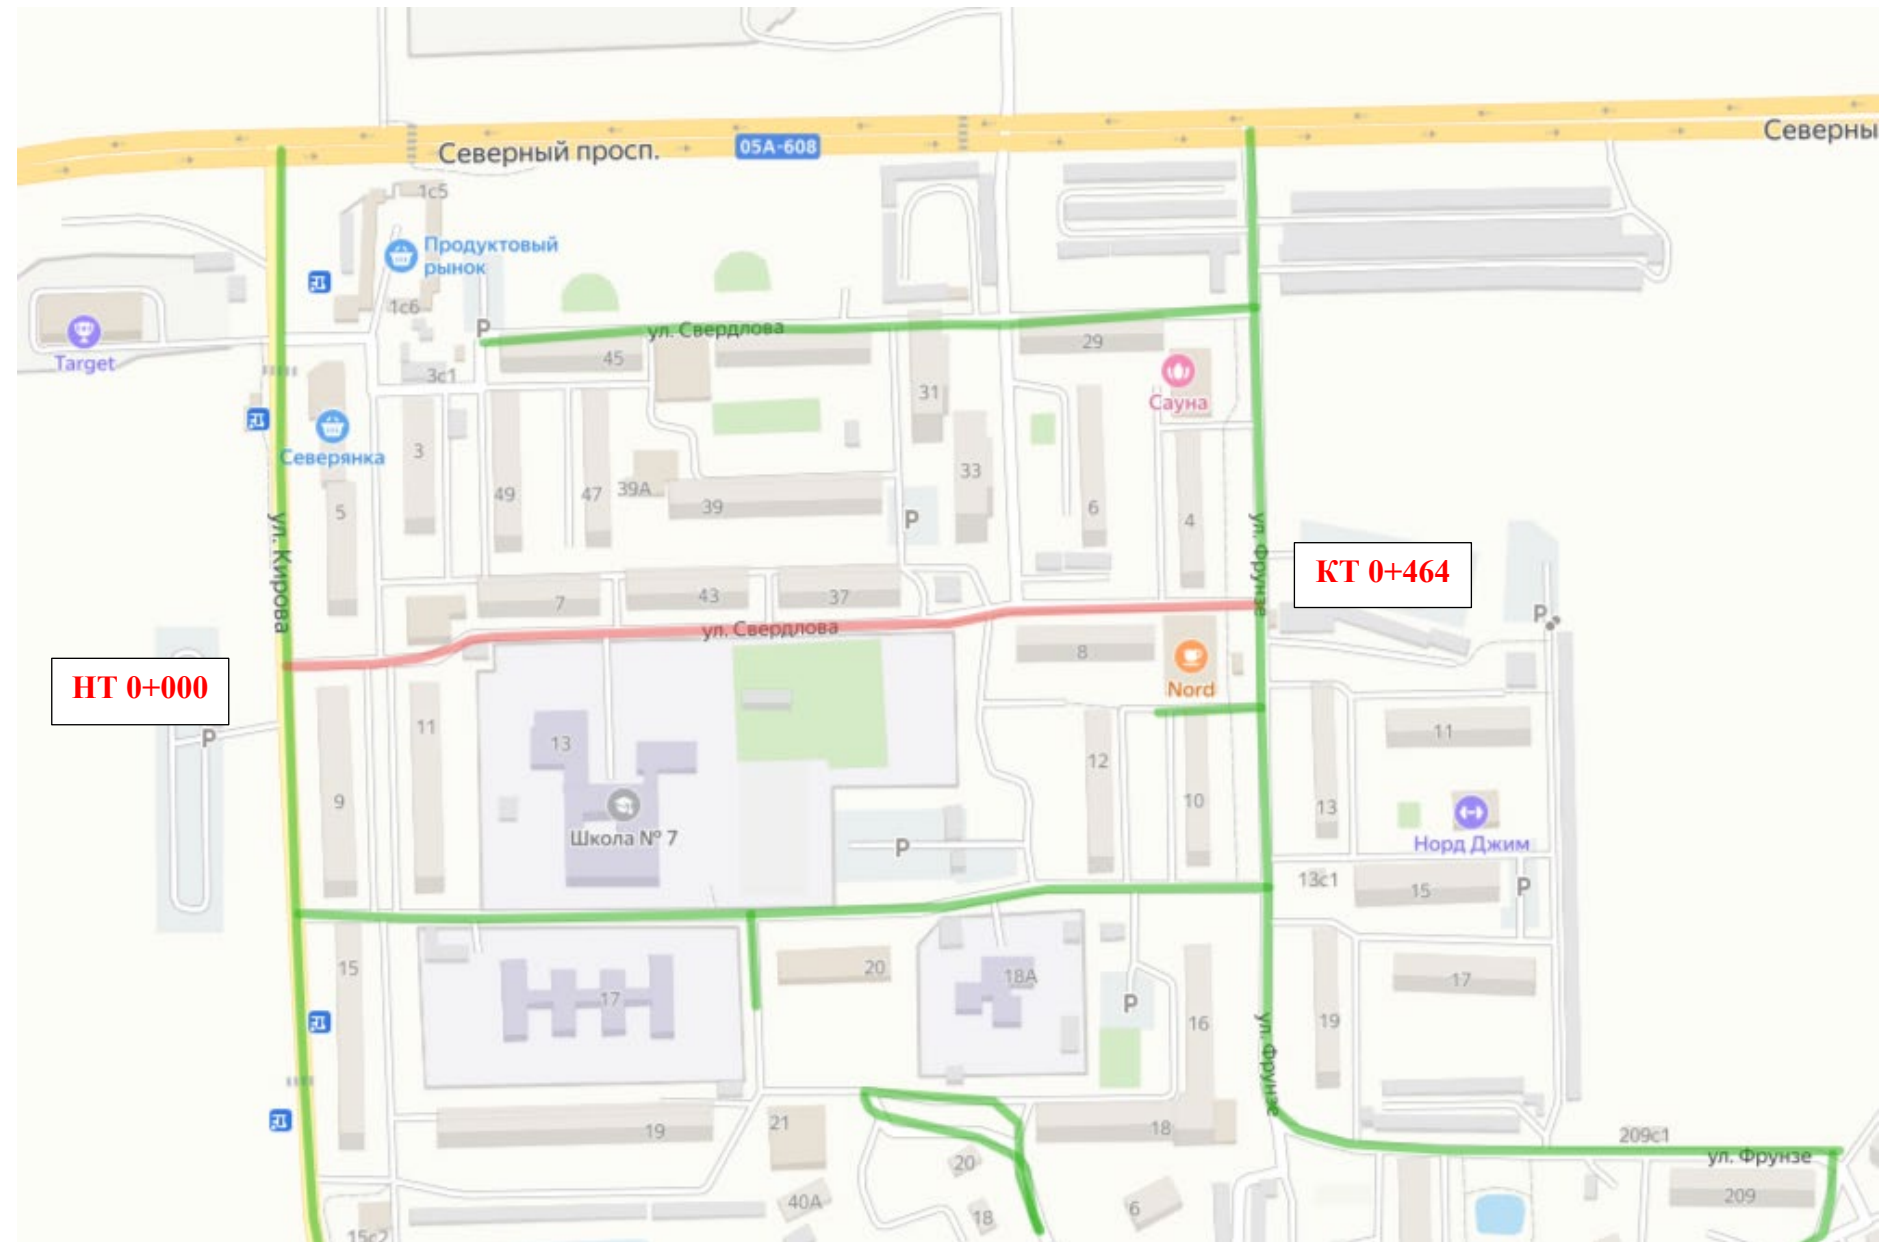 Северный просп.
05А-608
Северны
1с5
Продуктовый
рынок
1с6
Target
P
ул. Свердлова
45
29
3с1
Сауна
31
Северянка
3
33
49
47
39А
39
5
6
4
P
ул. Кирова
ул. Фрунзе
КТ 0+464
7
43
37
P
ул. Свердлова
8
НТ 0+000
Nord
P
11
13
11
12
9
10
13
Школа № 7
Норд Джим
P
13с1
15
P
15
20
18А
17
17
P
16
19
ул. Фрунзе
19
21
18
209с1
ул. Фрунзе
20
209
40А
18
6
15с2